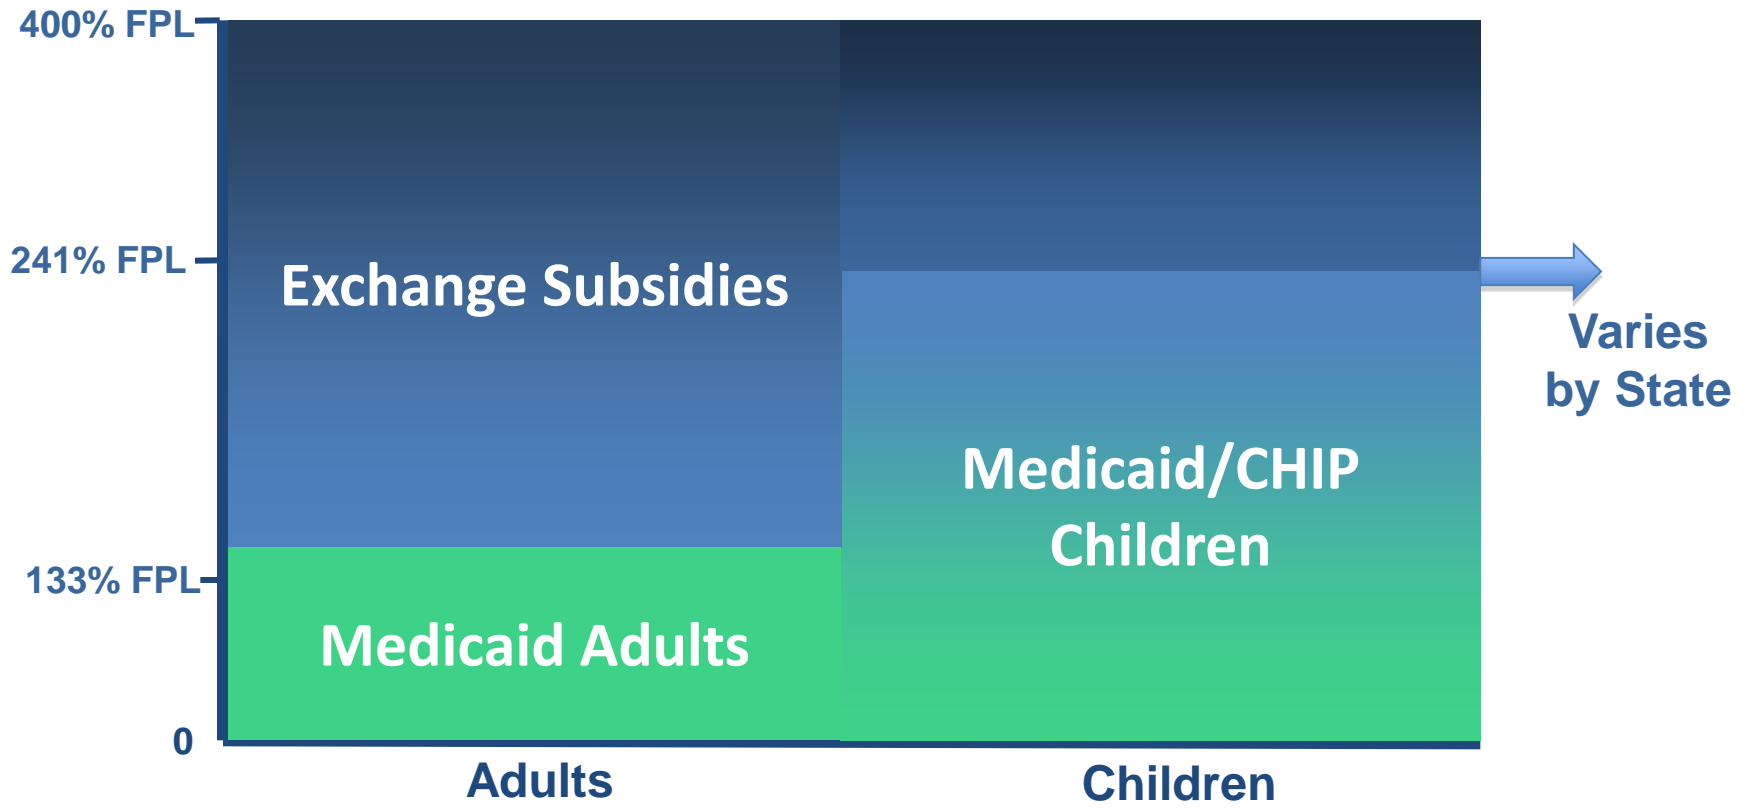 400% FPL
241% FPL
133% FPL
0
Exchange Subsidies
Medicaid Adults
Medicaid/CHIP
Children
Varies
by State
Adults
Children